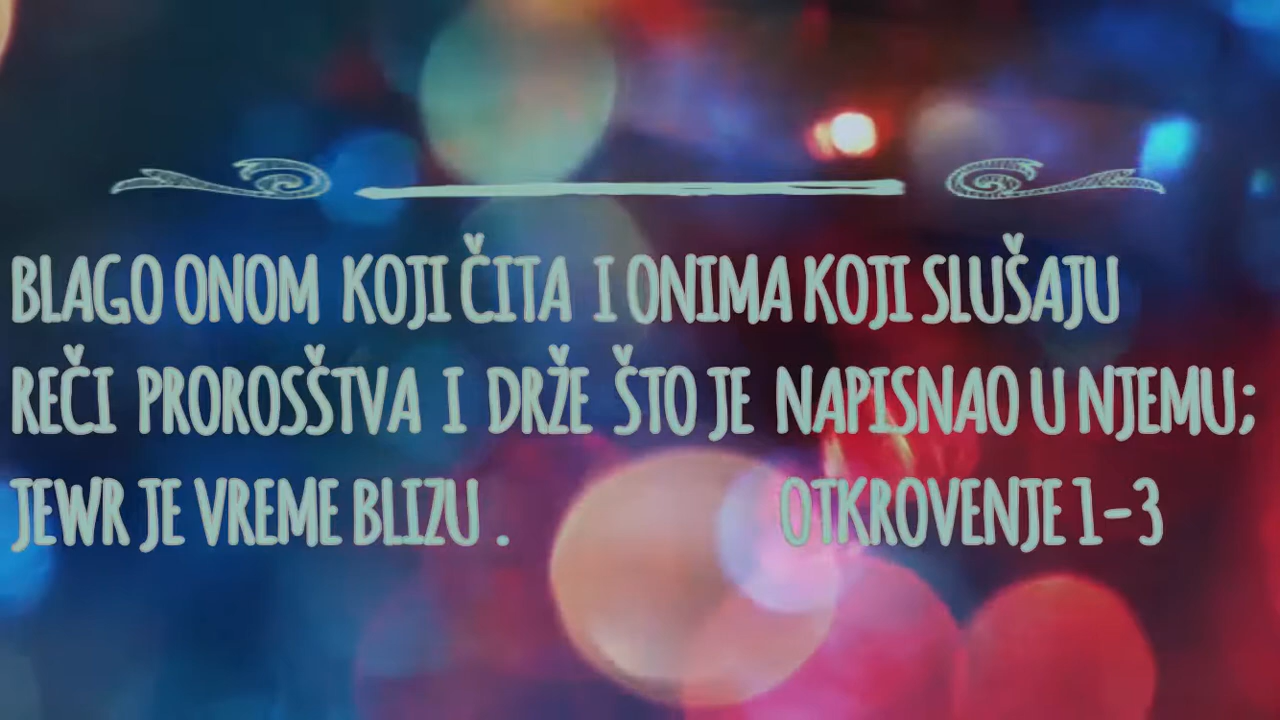 BLAGO ONOM KOJI ČITA I ONIMA KOJI SLUŠAJU
REČI PROROSŠTVA I DRŽE ŠTO JE NAPISNAO U NJEMU;
JEWR JE VREME BLIZU . OTKROVENJE 1-3